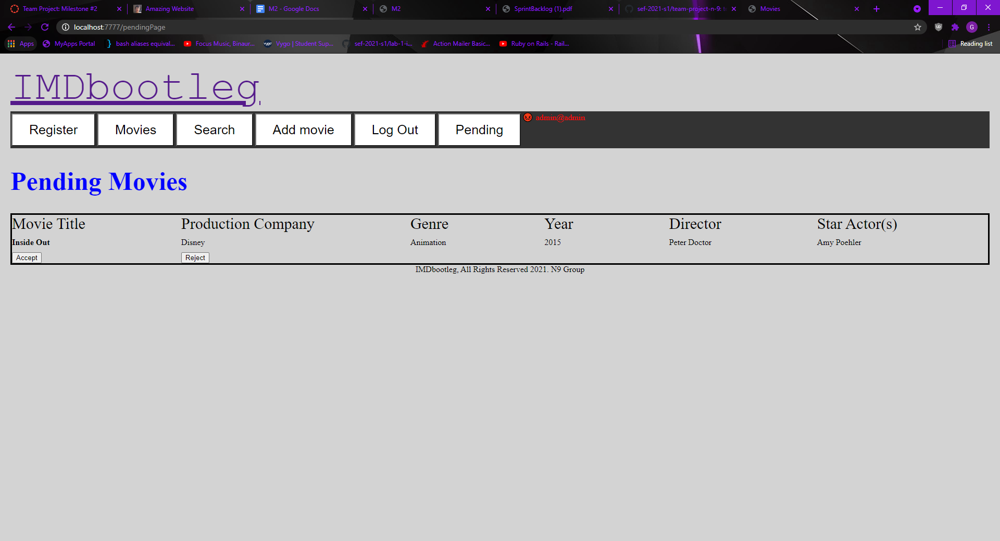 Team Project: Milestone #2
Amazing Website
M2 - Google Docs
M2
SprintBacklog (1).pdf
sef-2021-s1/team-project-n-9: t
Movies
localhost:7777/pendingPage
G
Apps
MyApps Portal
bash aliases equival...
Focus Music, Binaur...
Vygo | Student Sup...
sef-2021-s1/lab-1-i...
Action Mailer Basic...
Ruby on Rails - Rail...
Reading list
IMDbootleg
Register Movies Search Add movie Log Out Pending admin@admin
Pending Movies
Movie Title Production Company Genre Year Director Star Actor(s)
Inside Out Disney Animation 2015 Peter Doctor Amy Poehler
Accept Reject
IMDbootleg, All Rights Reserved 2021. N9 Group